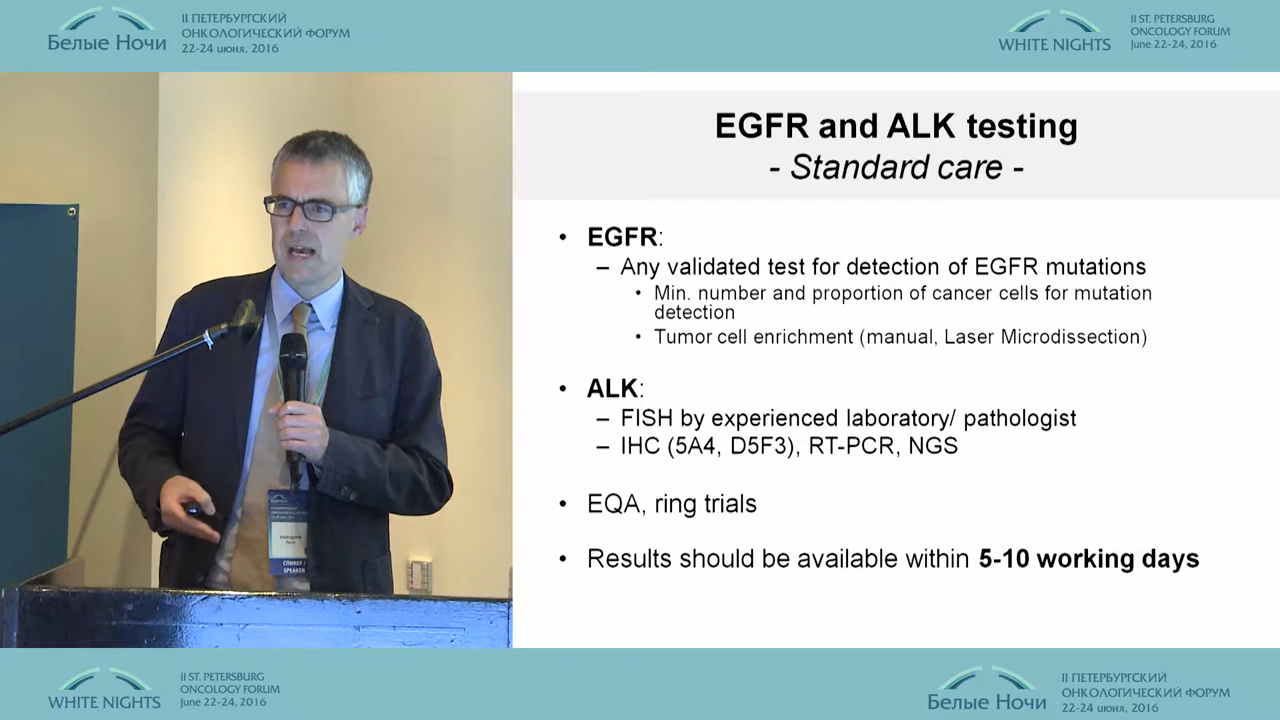 Белые Ночи
II ПЕТЕРБУРГСКИЙ
ОНКОЛОГИЧЕСКИЙ ФОРУМ
22-24 июня, 2016
WHITE NIGHTS
II ST. PETERSBURG
ONCOLOGY FORUM
June 22-24, 2016
EGFR and ALK testing
- Standard care -
• EGFR:
– Any validated test for detection of EGFR mutations
• Min. number and proportion of cancer cells for mutation
detection
• Tumor cell enrichment (manual, Laser Microdissection)
• ALK:
– FISH by experienced laboratory/ pathologist
– IHC (5A4, D5F3), RT-PCR, NGS
• EQA, ring trials
• Results should be available within 5-10 working days
СПИКЕР
SPEAKER
WHITE NIGHTS
II ST. PETERSBURG
ONCOLOGY FORUM
June 22-24, 2016
Белые Ночи
II ПЕТЕРБУРГСКИЙ
ОНКОЛОГИЧЕСКИЙ ФОРУМ
22-24 июня, 2016